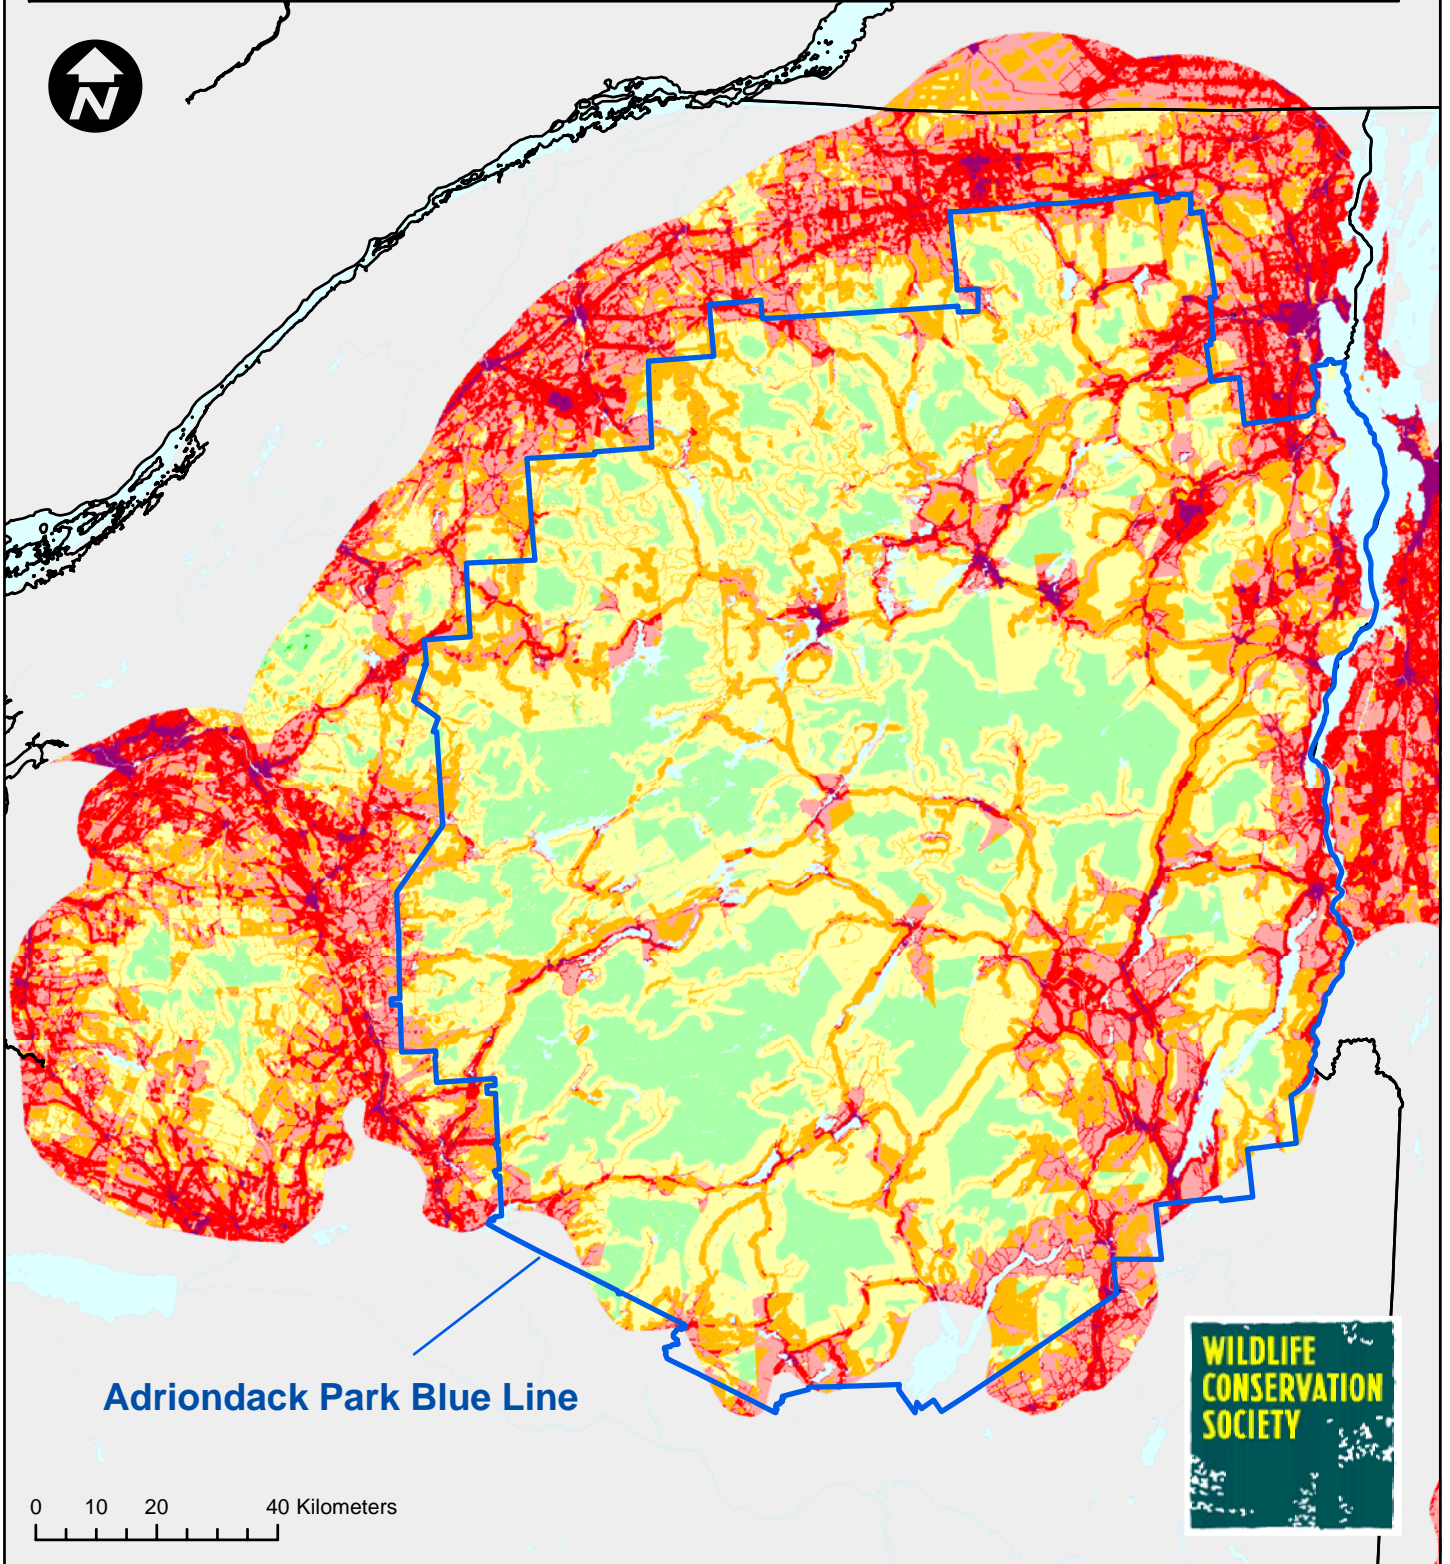 N
Adriondack Park Blue Line
WILDLIFE
CONSERVATION
SOCIETY
0 10 20 40 Kilometers